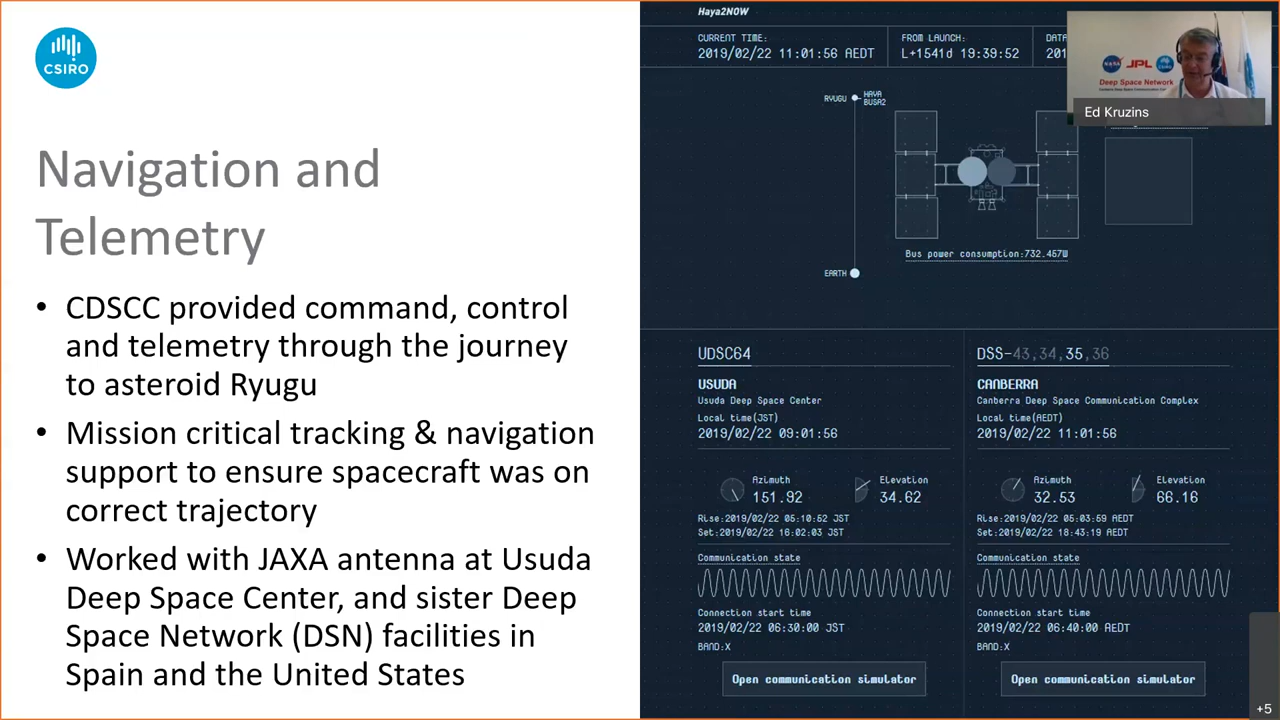 CSIRO
Navigation and
Telemetry
• CDSCC provided command, control
and telemetry through the journey
to asteroid Ryugu
• Mission critical tracking & navigation
support to ensure spacecraft was on
correct trajectory
• Worked with JAXA antenna at Usuda
Deep Space Center, and sister Deep
Space Network (DSN) facilities in
Spain and the United States
Haya2NOW
CURRENT TIME:
2019/02/22 11:01:56 AEDT
FROM LAUNCH:
L+1541d 19:39:52
NASA JPL CSIRO
Deep Space Network
Ed Kruzins
RYUGU
HAYA
BUSA2
Bus power consumption:732.457W
EARTH
UDSC64
USUDA
Usuda Deep Space Center
Local time(JST)
2019/02/22 09:01:56
Azimuth
151.92
Elevation
34.62
Rise:2019/02/22 05:10:52 JST
Set:2019/02/22 16:02:03 JST
Communication state
Connection start time
2019/02/22 06:30:00 JST
BAND:X
Open communication simulator
DSS-43,34,35,36
CANBERRA
Canberra Deep Space Communication Complex
Local time(AEDT)
2019/02/22 11:01:56
Azimuth
32.53
Elevation
66.16
Rise:2019/02/22 05:03:59 AEDT
Set:2019/02/22 18:43:19 AEDT
Communication state
Connection start time
2019/02/22 06:40:00 AEDT
BAND:X
Open communication simulator
+5